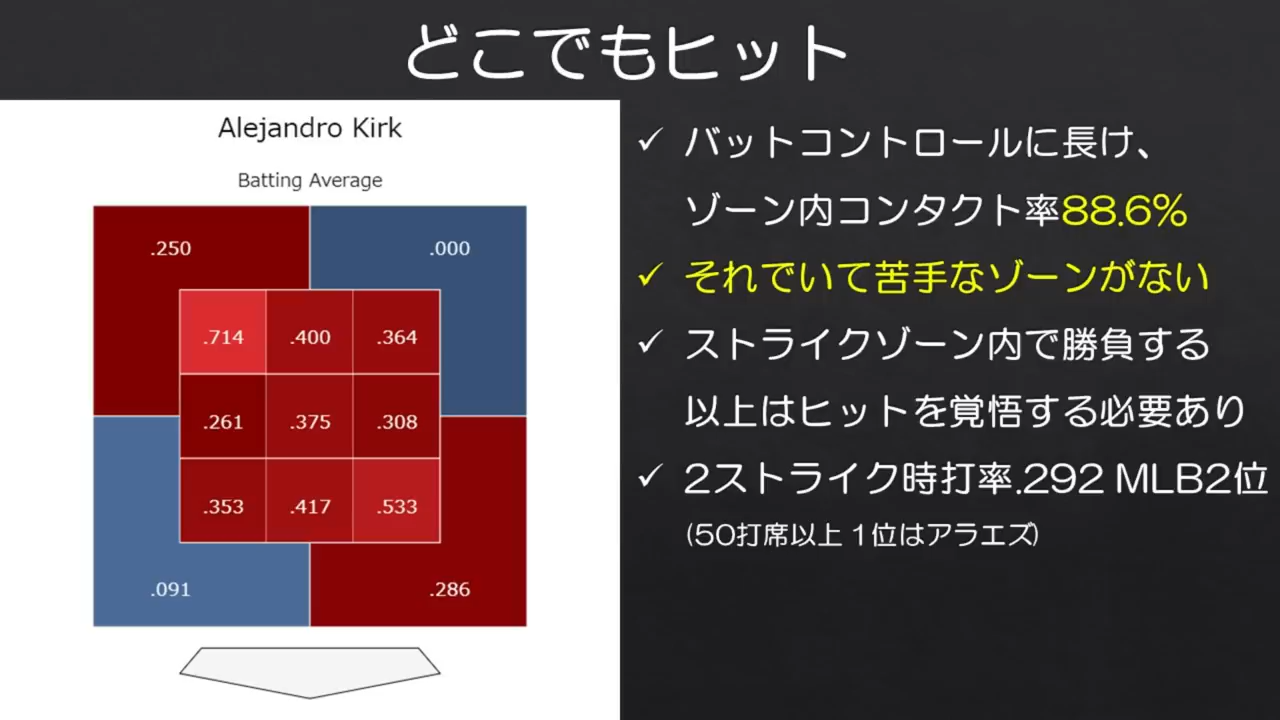 どこでもヒット
Alejandro Kirk
Batting Average
.250 .000
.714 .400 .364
.261 .375 .308
.353 .417 .533
.091 .286
✓ バットコントロールに長け、
ゾーン内コンタクト率88.6%
✓ それでいて苦手なゾーンがない
✓ ストライクゾーン内で勝負する
以上はヒットを覚悟する必要あり
✓ 2ストライク時打率.292 MLB2位
(50打席以上 1位はアラエズ)